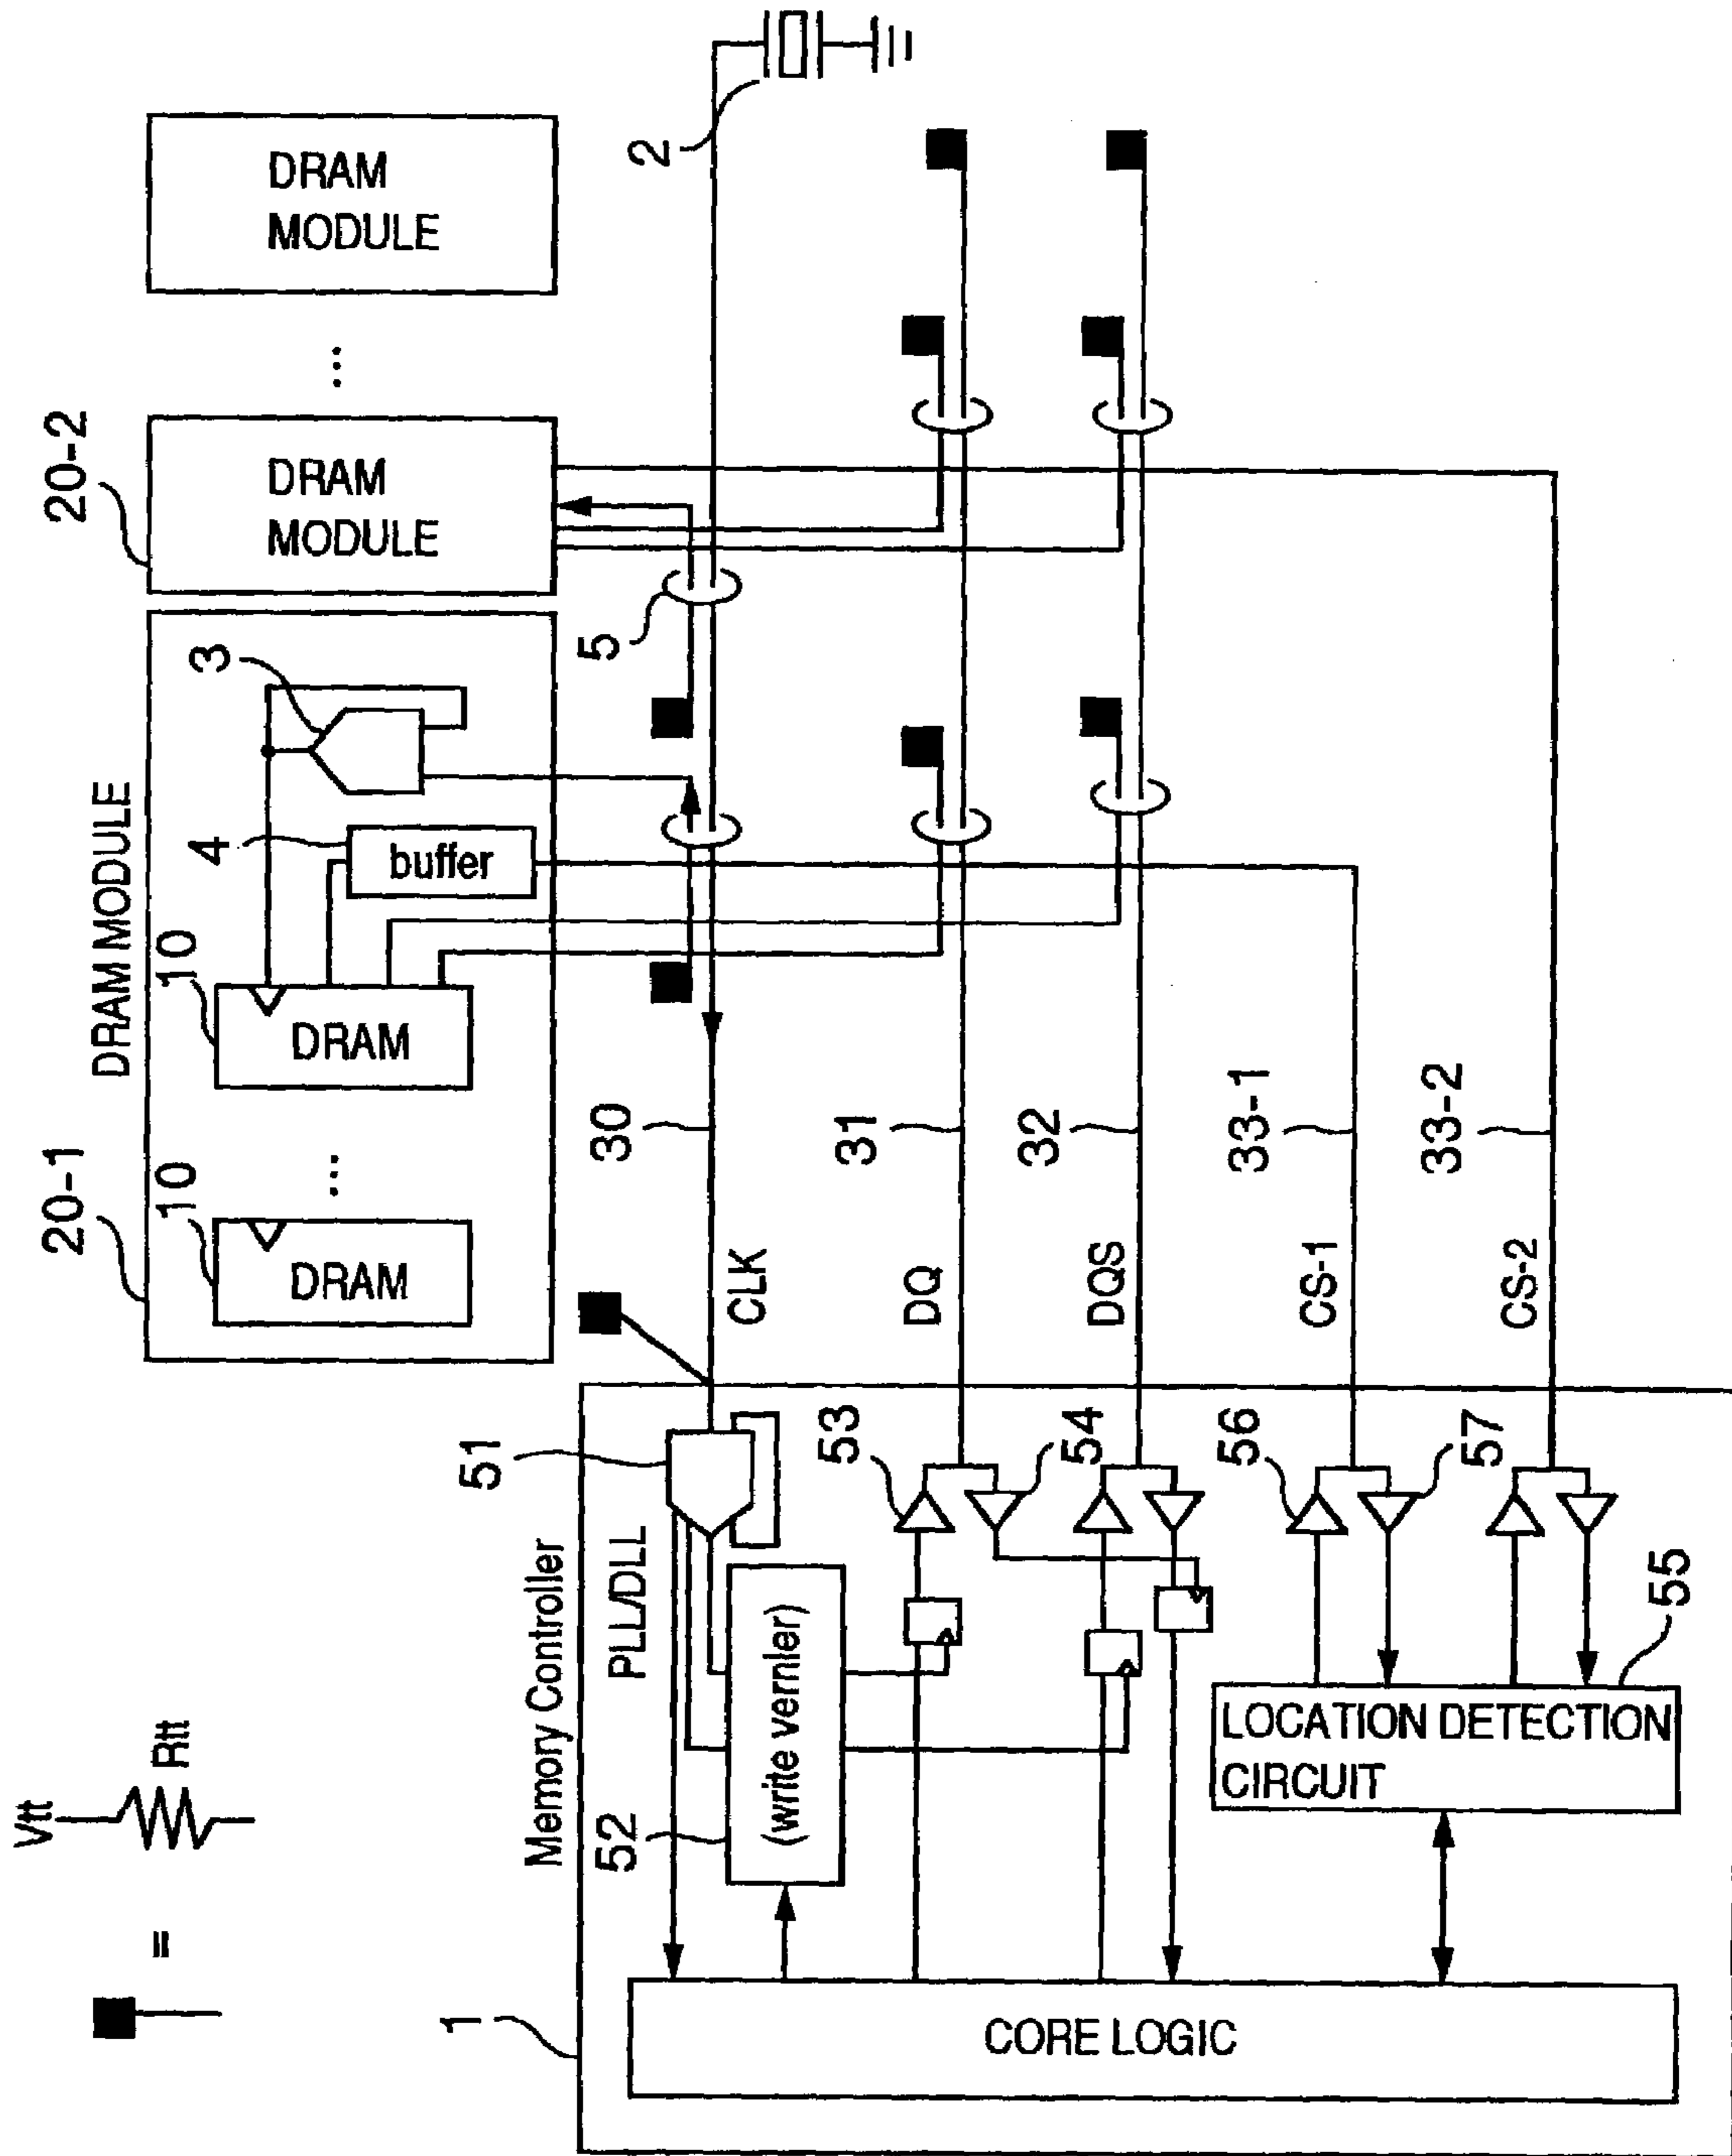 Vtt
Rtt
=
20-1
DRAM MODULE
10
DRAM
...
10
DRAM
4
buffer
3
20-2
DRAM
MODULE
...
DRAM
MODULE
2
5
30
CLK
31
DQ
32
DQS
33-1
CS-1
33-2
CS-2
Memory Controller
1
PLL/DLL
51
52
(write vernier)
53
54
56
57
55
LOCATION DETECTION
CIRCUIT
CORE LOGIC